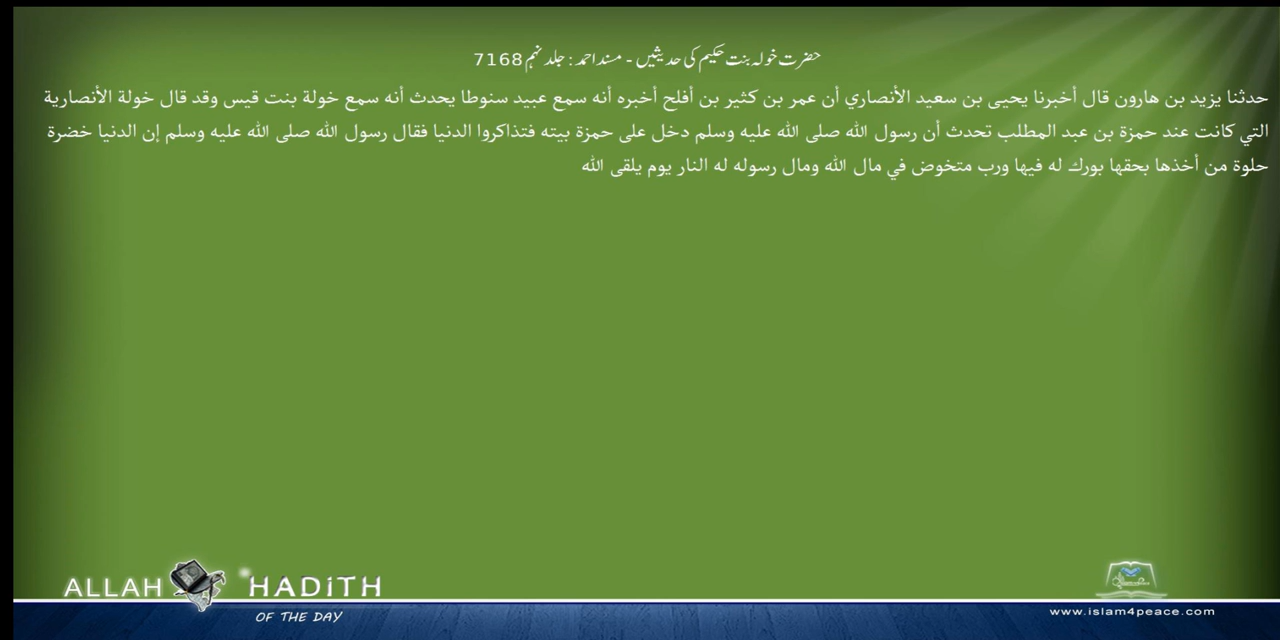 حضرت خولہ بنت حکیم کی حدیثیں - مسند احمد : جلد نہم 7168
حدثنا يزيد بن هارون قال أخبرنا يحيى بن سعيد الأنصاري أن عمر بن كثير بن أفلح أخبره أنه سمع عبيد سنوطا يحدث أنه سمع خولة بنت قيس وقد قال خولة الأنصارية
التي كانت عند حمزة بن عبد المطلب تحدث أن رسول الله صلى الله عليه وسلم دخل على حمزة بيته فتذاكروا الدنيا فقال رسول الله صلى الله عليه وسلم إن الدنيا خضرة
حلوة من أخذها بحقها بورك له فيها ورب متخوض في مال الله ومال رسوله له النار يوم يلقى الله
ALLAH HADITH
OF THE DAY
www.islam4peace.com